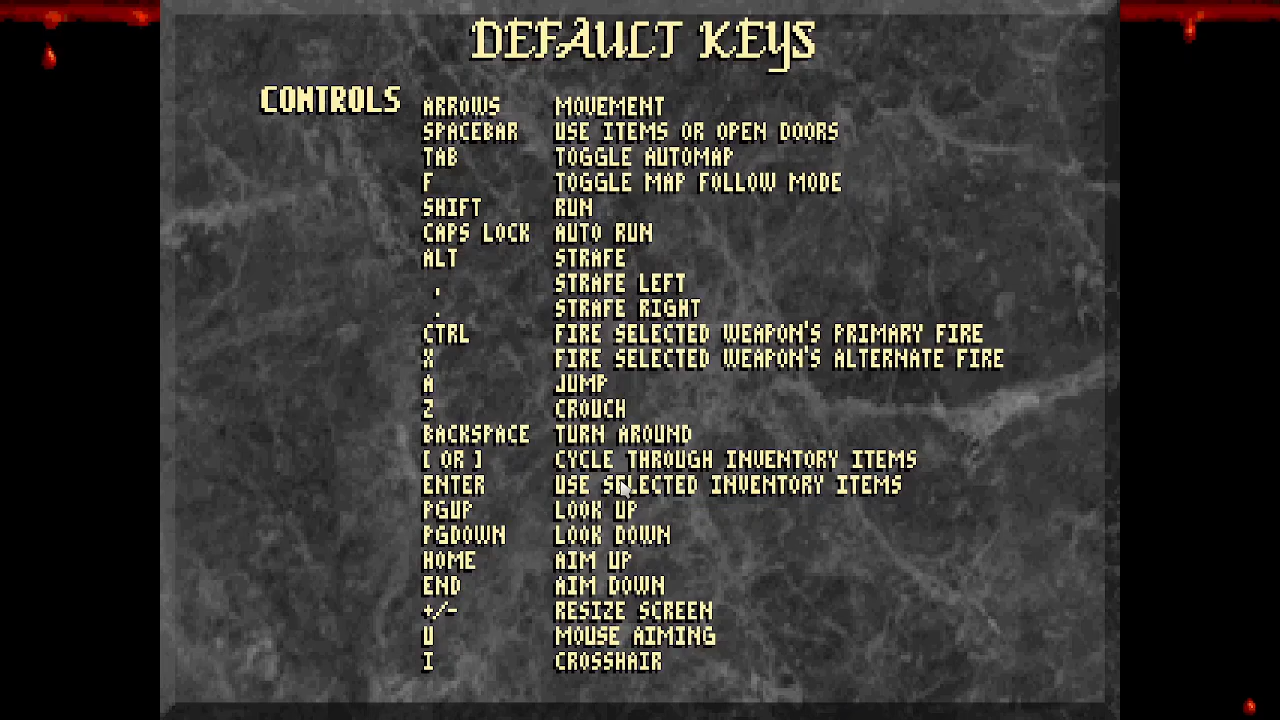 DEFAULT KEYS
CONTROLS
ARROWS MOVEMENT
SPACEBAR USE ITEMS OR OPEN DOORS
TAB TOGGLE AUTOMAP
F TOGGLE MAP FOLLOW MODE
SHIFT RUN
CAPS LOCK AUTO RUN
ALT STRAFE
, STRAFE LEFT
. STRAFE RIGHT
CTRL FIRE SELECTED WEAPON'S PRIMARY FIRE
X FIRE SELECTED WEAPON'S ALTERNATE FIRE
A JUMP
Z CROUCH
BACKSPACE TURN AROUND
[ OR ] CYCLE THROUGH INVENTORY ITEMS
ENTER USE SELECTED INVENTORY ITEMS
PGUP LOOK UP
PGDOWN LOOK DOWN
HOME AIM UP
END AIM DOWN
+/- RESIZE SCREEN
U MOUSE AIMING
I CROSSHAIR